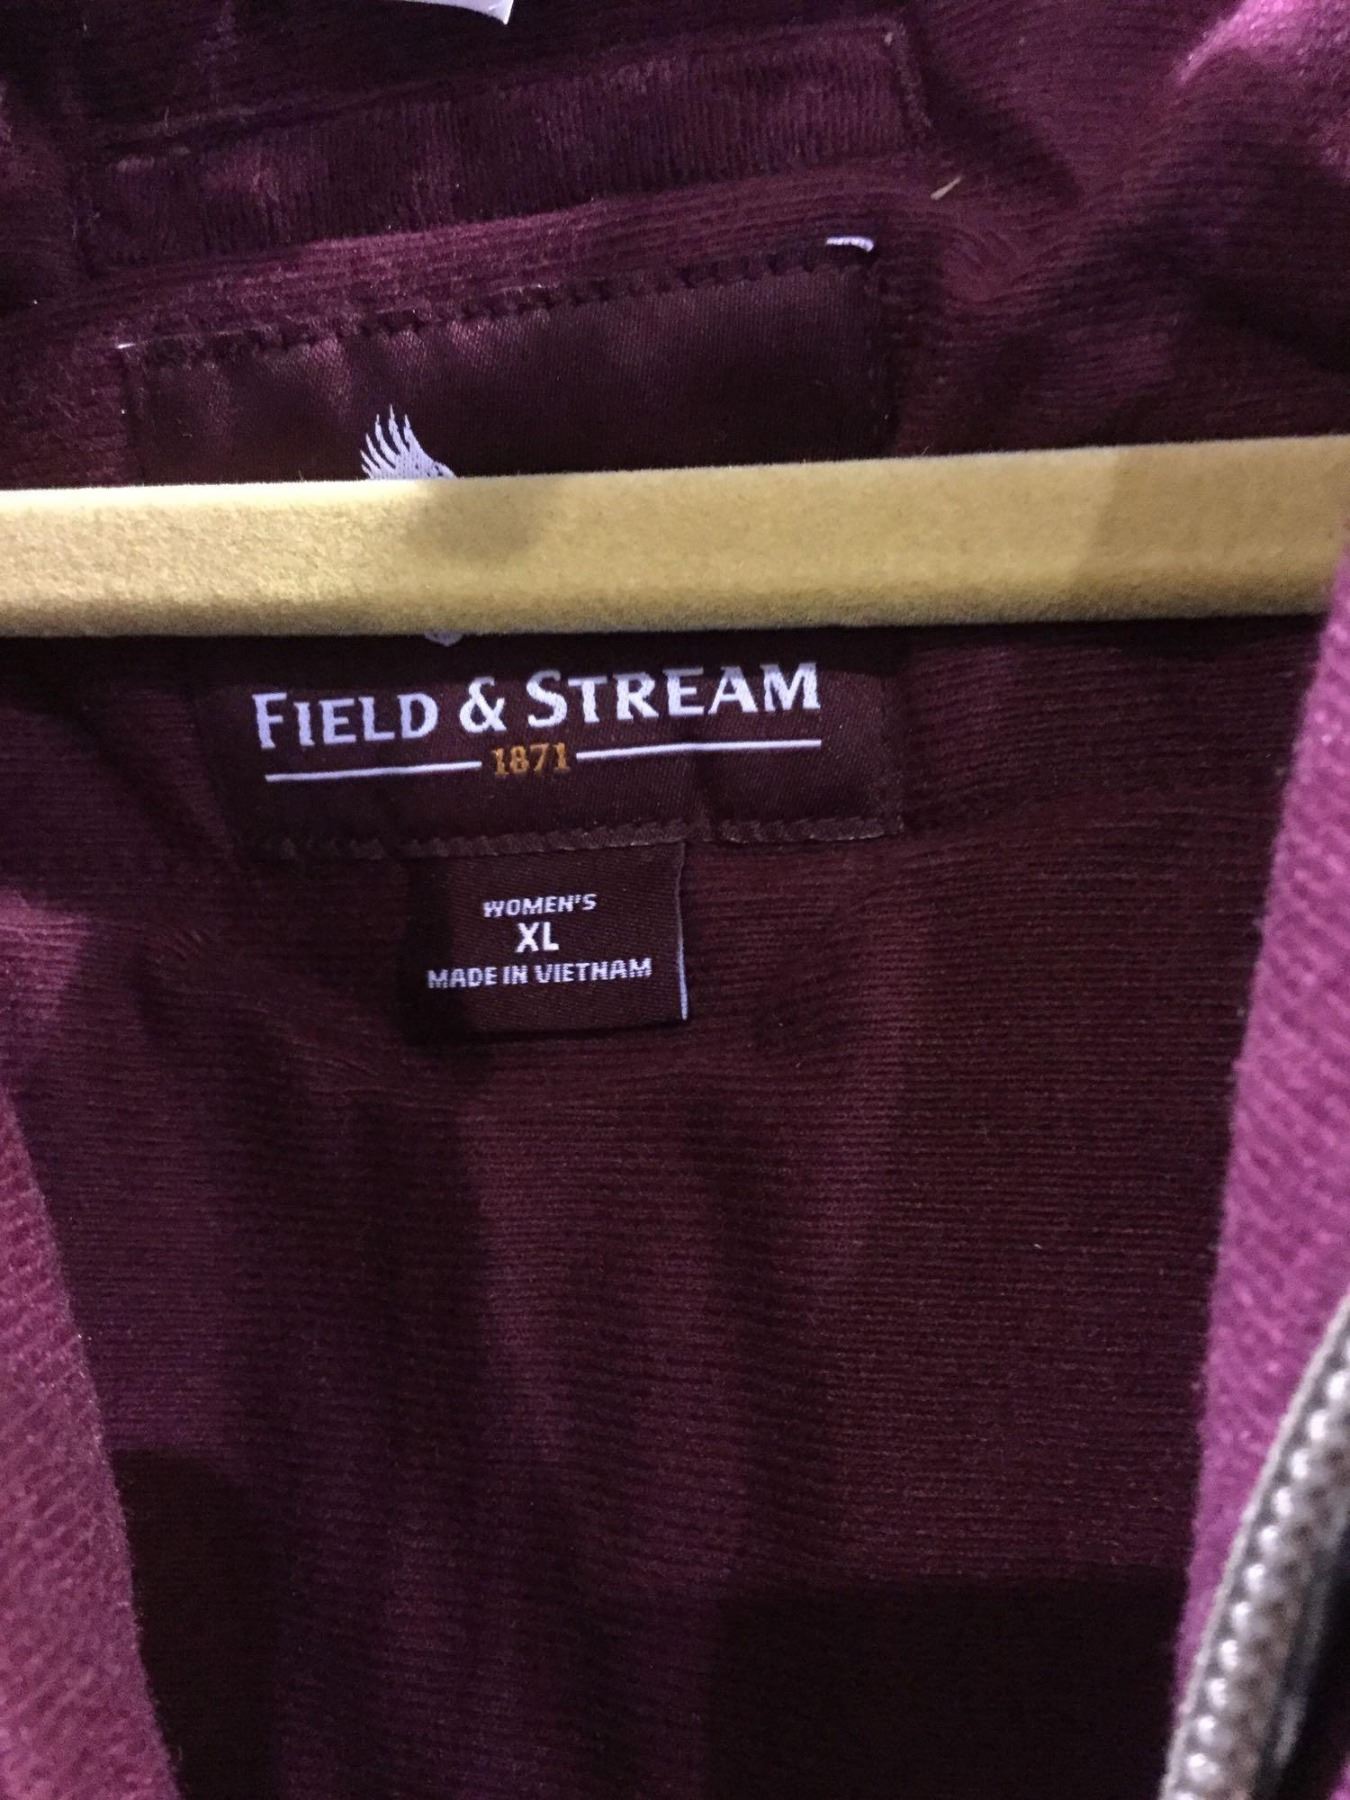 FIELD & STREAM
1871
WOMEN'S
XL
MADE IN VIETNAM